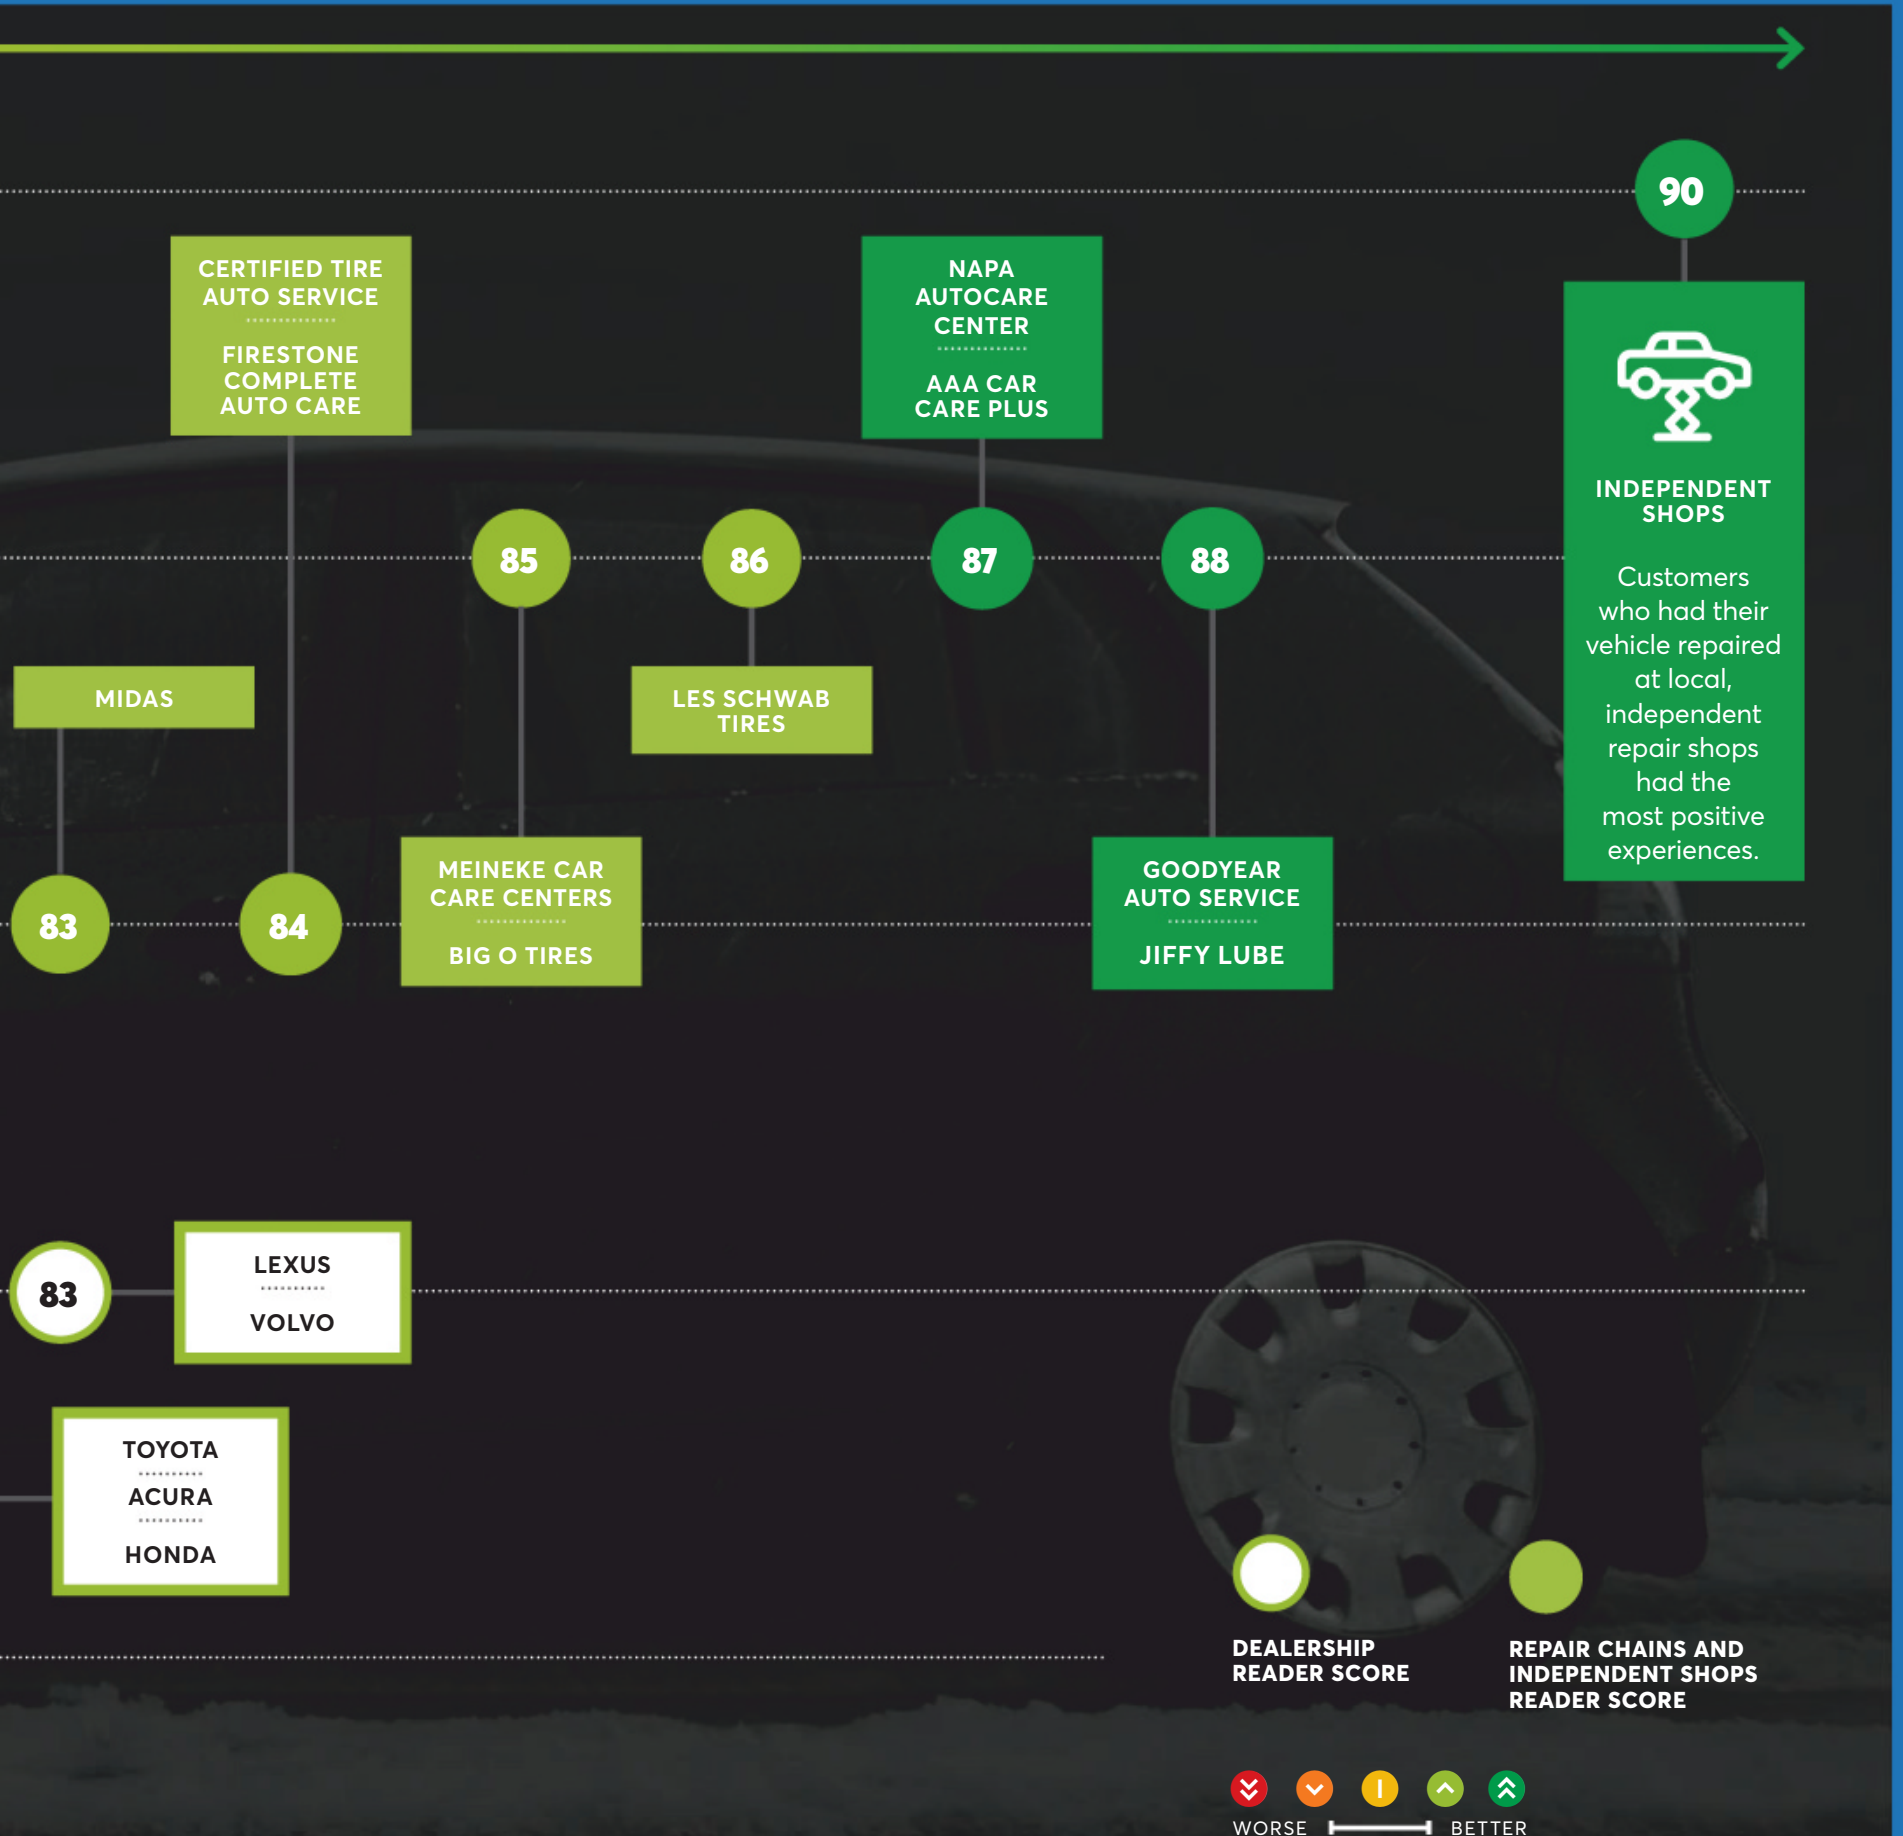 90
CERTIFIED TIRE
AUTO SERVICE
FIRESTONE
COMPLETE
AUTO CARE
NAPA
AUTOCARE
CENTER
AAA CAR
CARE PLUS
INDEPENDENT
SHOPS
Customers
who had their
vehicle repaired
at local,
independent
repair shops
had the
most positive
experiences.
85
86
87
88
MIDAS
LES SCHWAB
TIRES
83
84
MEINEKE CAR
CARE CENTERS
BIG O TIRES
GOODYEAR
AUTO SERVICE
JIFFY LUBE
83
LEXUS
VOLVO
TOYOTA
ACURA
HONDA
DEALERSHIP
READER SCORE
REPAIR CHAINS AND
INDEPENDENT SHOPS
READER SCORE
WORSE BETTER